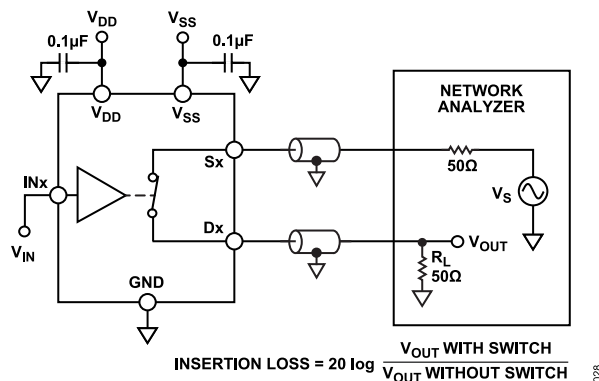 VDD
VSS
0.1µF
0.1µF
VDD
VSS
NETWORK
ANALYZER
Sx
50Ω
INx
VS
Dx
VOUT
VIN
RL
50Ω
GND
INSERTION LOSS = 20 log VOUT WITH SWITCH
VOUT WITHOUT SWITCH
028